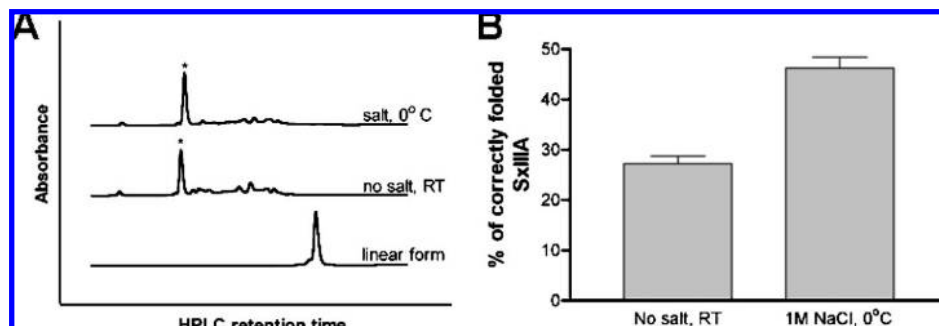 A
Absorbance
*
salt, 0° C
*
no salt, RT
linear form
HPLC retention time
B
% of correctly folded
SxIIIA
50
40
30
20
10
0
No salt, RT
1M NaCl, 0°C